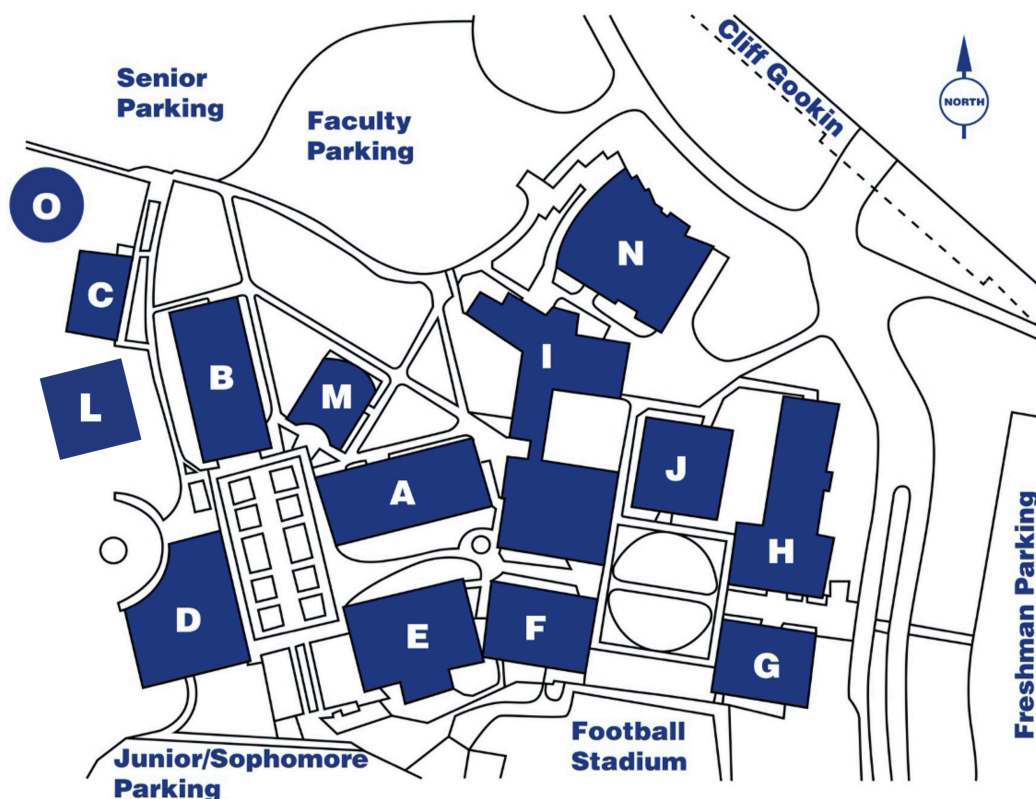 Senior
Parking
Faculty
Parking
Cliff Gookin
NORTH
O
C
N
B
I
M
L
A
J
H
D
E
F
G
Freshman Parking
Football
Stadium
Junior/Sophomore
Parking